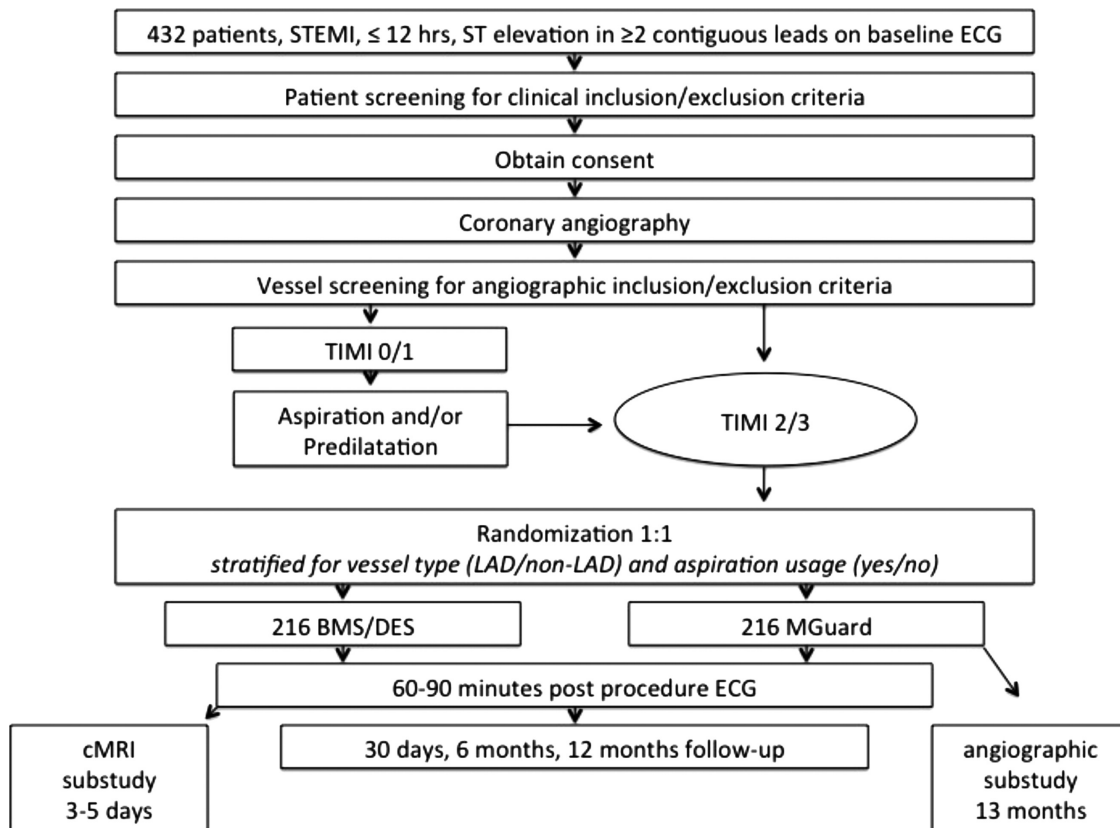 432 patients, STEMI, ≤ 12 hrs, ST elevation in ≥2 contiguous leads on baseline ECG
Patient screening for clinical inclusion/exclusion criteria
Obtain consent
Coronary angiography
Vessel screening for angiographic inclusion/exclusion criteria
TIMI 0/1
Aspiration and/or
Predilatation
TIMI 2/3
Randomization 1:1
stratified for vessel type (LAD/non-LAD) and aspiration usage (yes/no)
216 BMS/DES
216 MGuard
60-90 minutes post procedure ECG
cMRI
substudy
3-5 days
30 days, 6 months, 12 months follow-up
angiographic
substudy
13 months